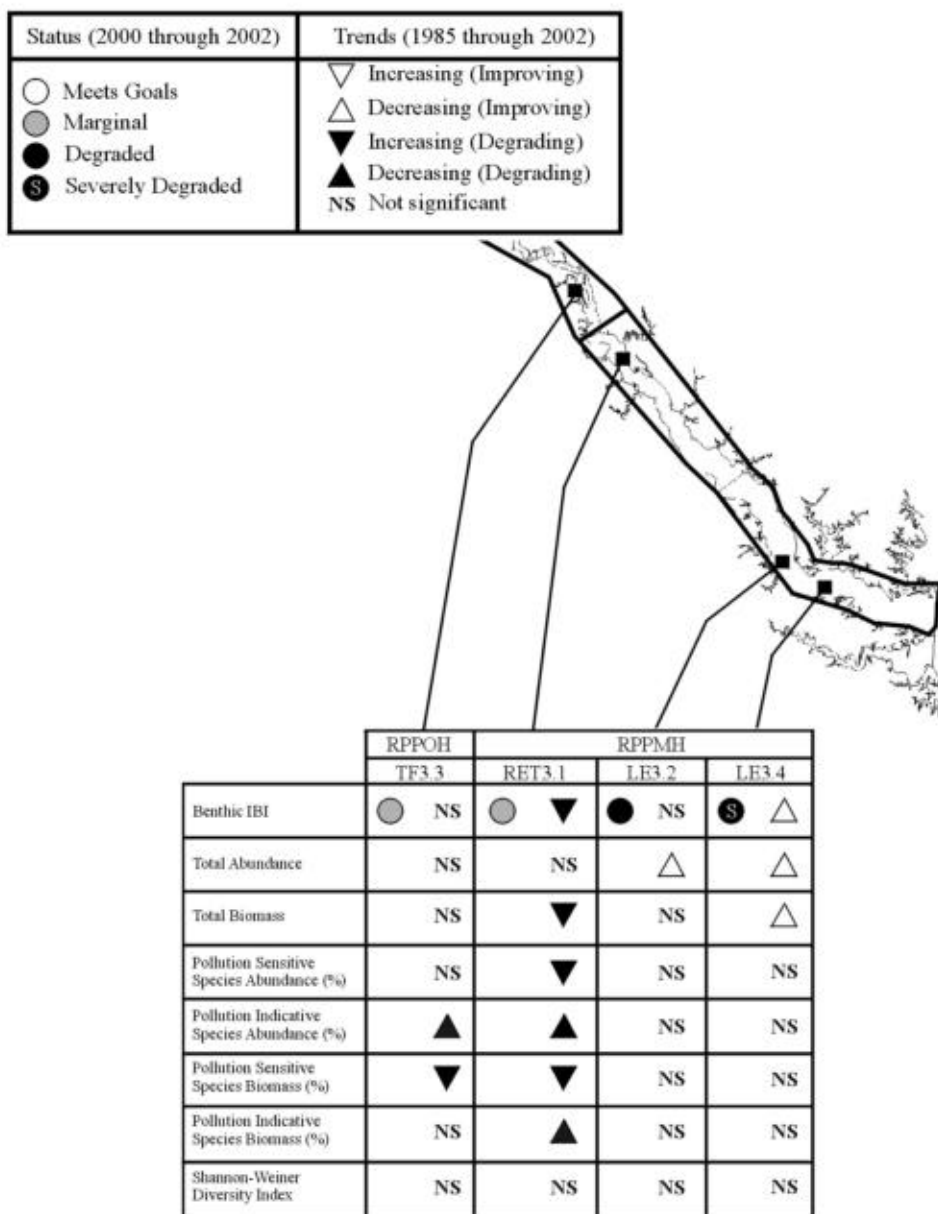 Status (2000 through 2002)
Trends (1985 through 2002)
Meets Goals
Marginal
Degraded
S Severely Degraded
Increasing (Improving)
Decreasing (Improving)
Increasing (Degrading)
Decreasing (Degrading)
NS Not significant
RPPOH RPPMH
TF3.3 RET3.1 LE3.2 LE3.4
Benthic IBI NS NS S
Total Abundance NS NS
Total Biomass NS NS
Pollution Sensitive
Species Abundance (%) NS NS NS
Pollution Indicative
Species Abundance (%) NS NS
Pollution Sensitive
Species Biomass (%) NS NS
Pollution Indicative
Species Biomass (%) NS NS NS
Shannon-Weiner
Diversity Index NS NS NS NS